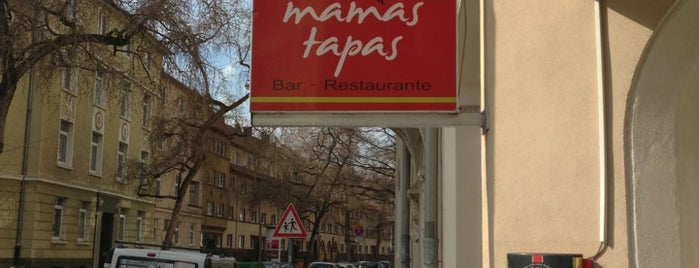 mamas
tapas
Bar - Restaurante